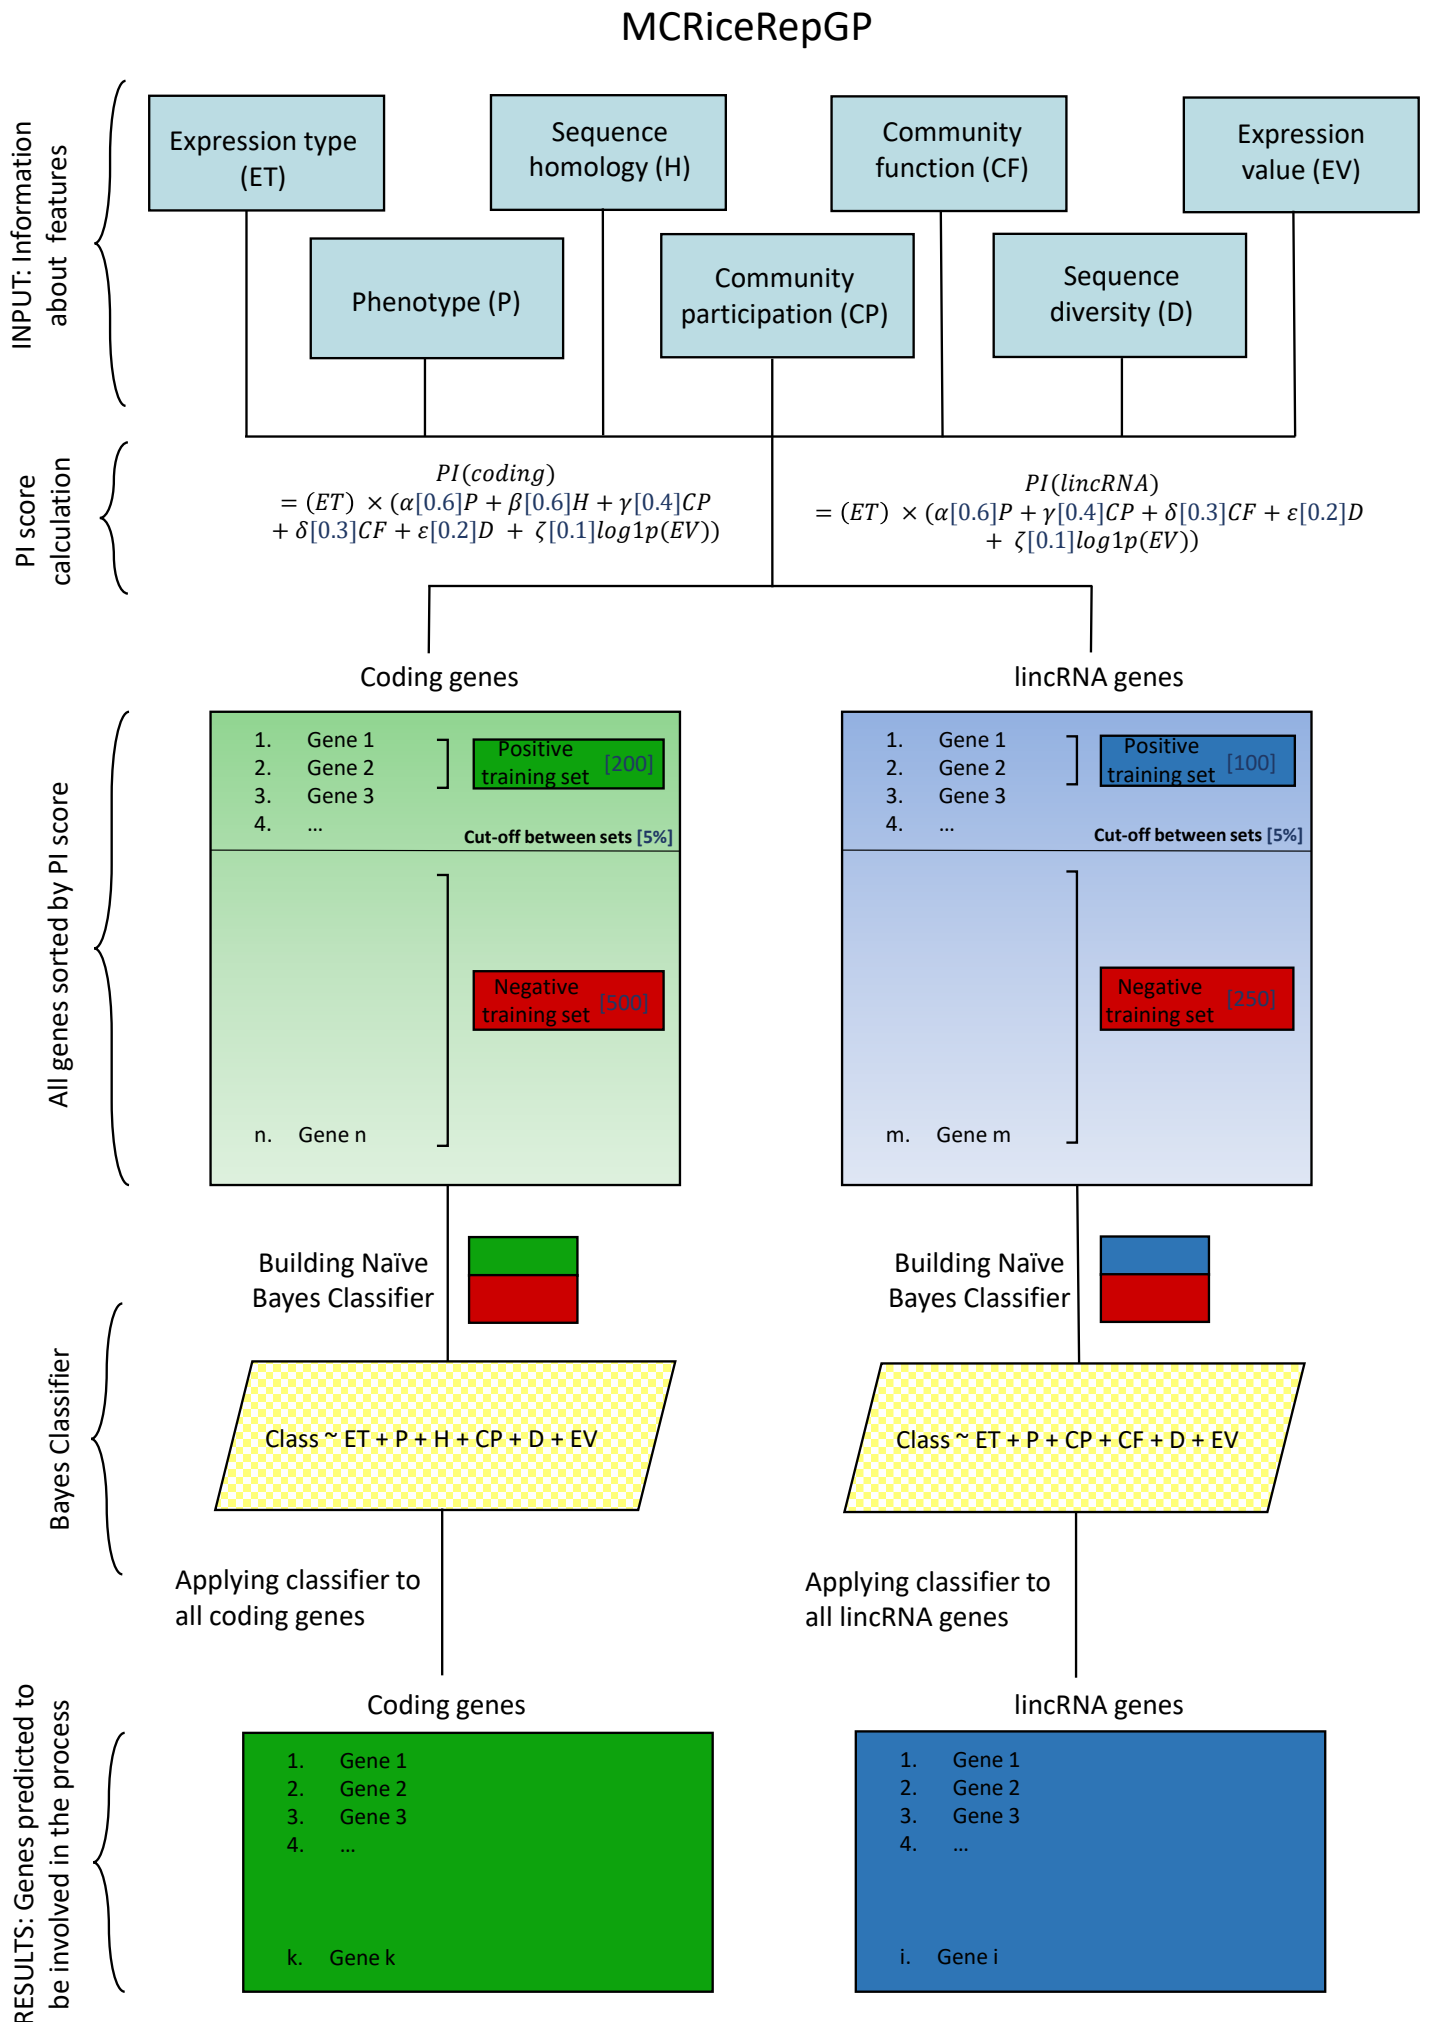 MCRiceRepGP
INPUT: Information
about features
Expression type
(ET)
Sequence
homology (H)
Community
function (CF)
Expression
value (EV)
Phenotype (P)
Community
participation (CP)
Sequence
diversity (D)
PI score
calculation
PI(coding)
= (ET) × (α[0.6]P + β[0.6]H + γ[0.4]CP
+ δ[0.3]CF + ε[0.2]D + ζ[0.1]log1p(EV))
PI(lincRNA)
= (ET) × (α[0.6]P + γ[0.4]CP + δ[0.3]CF + ε[0.2]D
+ ζ[0.1]log1p(EV))
All genes sorted by PI score
Coding genes
1. Gene 1
2. Gene 2
3. Gene 3
4. ...
Positive
training set [200]
Cut-off between sets [5%]
Negative
training set [500]
n. Gene n
lincRNA genes
1. Gene 1
2. Gene 2
3. Gene 3
4. ...
Positive
training set [100]
Cut-off between sets [5%]
Negative
training set [250]
m. Gene m
Bayes Classifier
Building Naïve
Bayes Classifier
Class ~ ET + P + H + CP + D + EV
Applying classifier to
all coding genes
Building Naïve
Bayes Classifier
Class ~ ET + P + CP + CF + D + EV
Applying classifier to
all lincRNA genes
RESULTS: Genes predicted to
be involved in the process
Coding genes
1. Gene 1
2. Gene 2
3. Gene 3
4. ...
k. Gene k
lincRNA genes
1. Gene 1
2. Gene 2
3. Gene 3
4. ...
i. Gene i